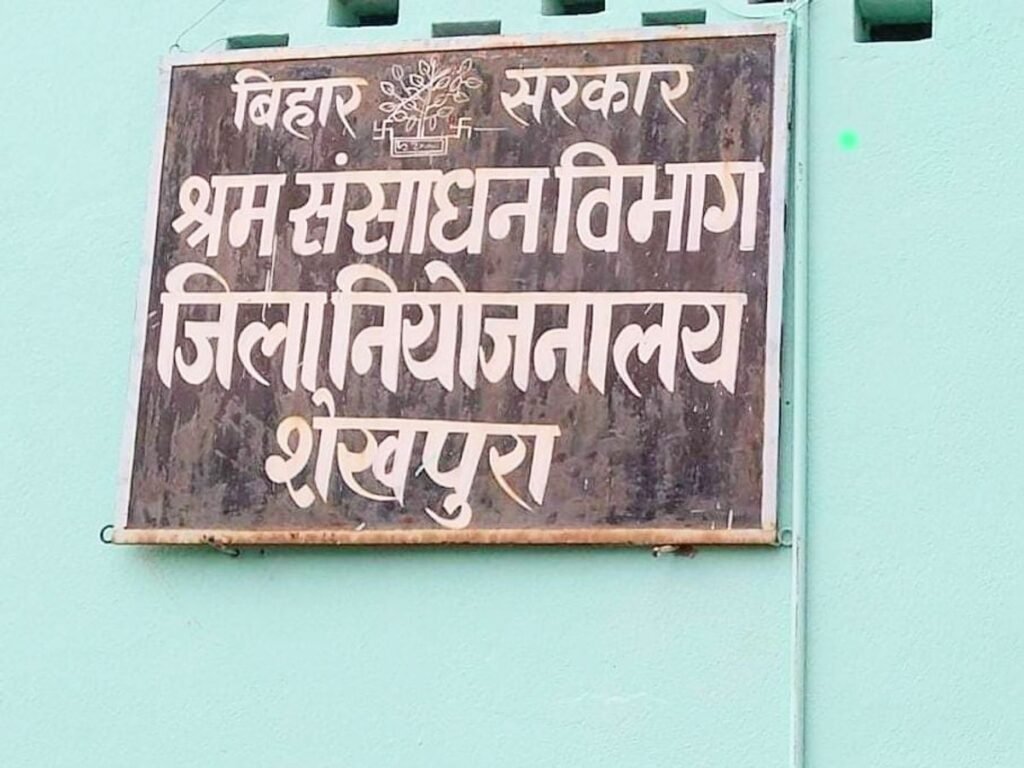 बिहार सरकार
श्रम संसाधन विभाग
जिला नियोजनालय
शेखपुरा